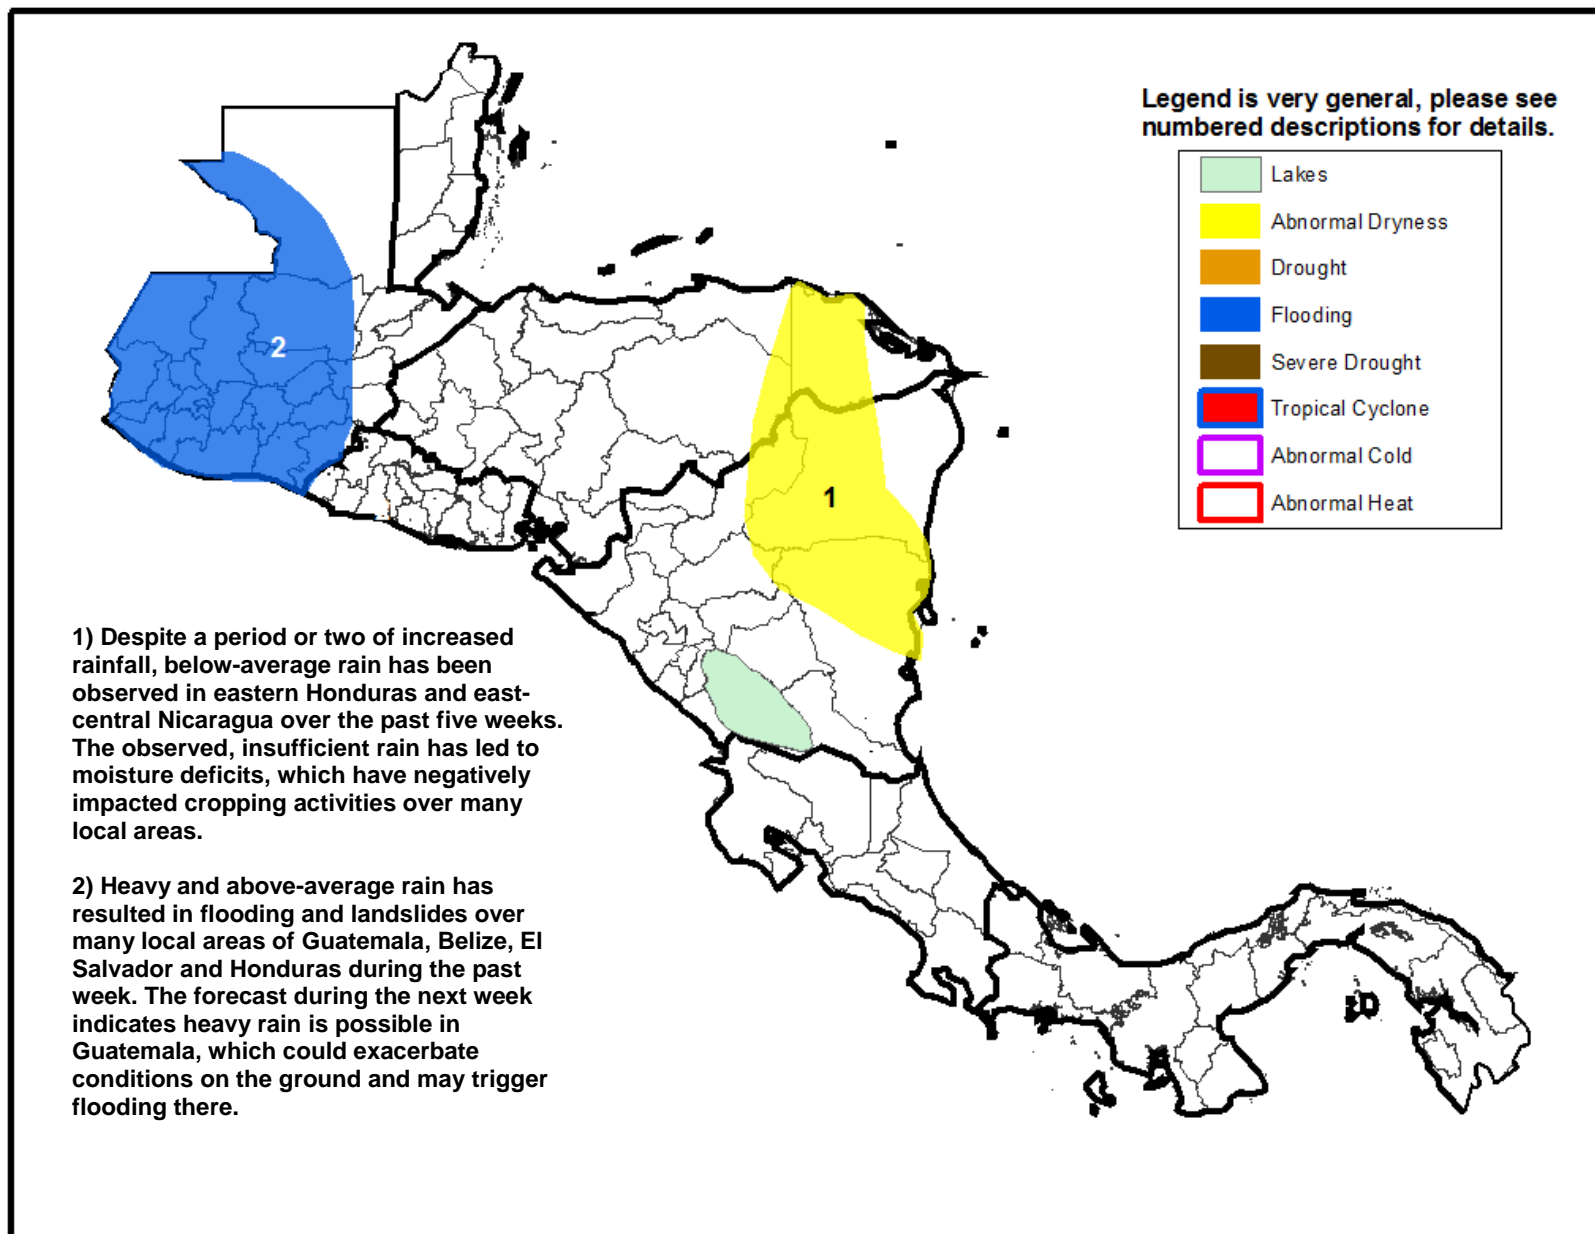 Legend is very general, please see
numbered descriptions for details.
Lakes
Abnormal Dryness
Drought
Flooding
Severe Drought
Tropical Cyclone
Abnormal Cold
Abnormal Heat
2
1
1) Despite a period or two of increased
rainfall, below-average rain has been
observed in eastern Honduras and east-
central Nicaragua over the past five weeks.
The observed, insufficient rain has led to
moisture deficits, which have negatively
impacted cropping activities over many
local areas.
2) Heavy and above-average rain has
resulted in flooding and landslides over
many local areas of Guatemala, Belize, El
Salvador and Honduras during the past
week. The forecast during the next week
indicates heavy rain is possible in
Guatemala, which could exacerbate
conditions on the ground and may trigger
flooding there.